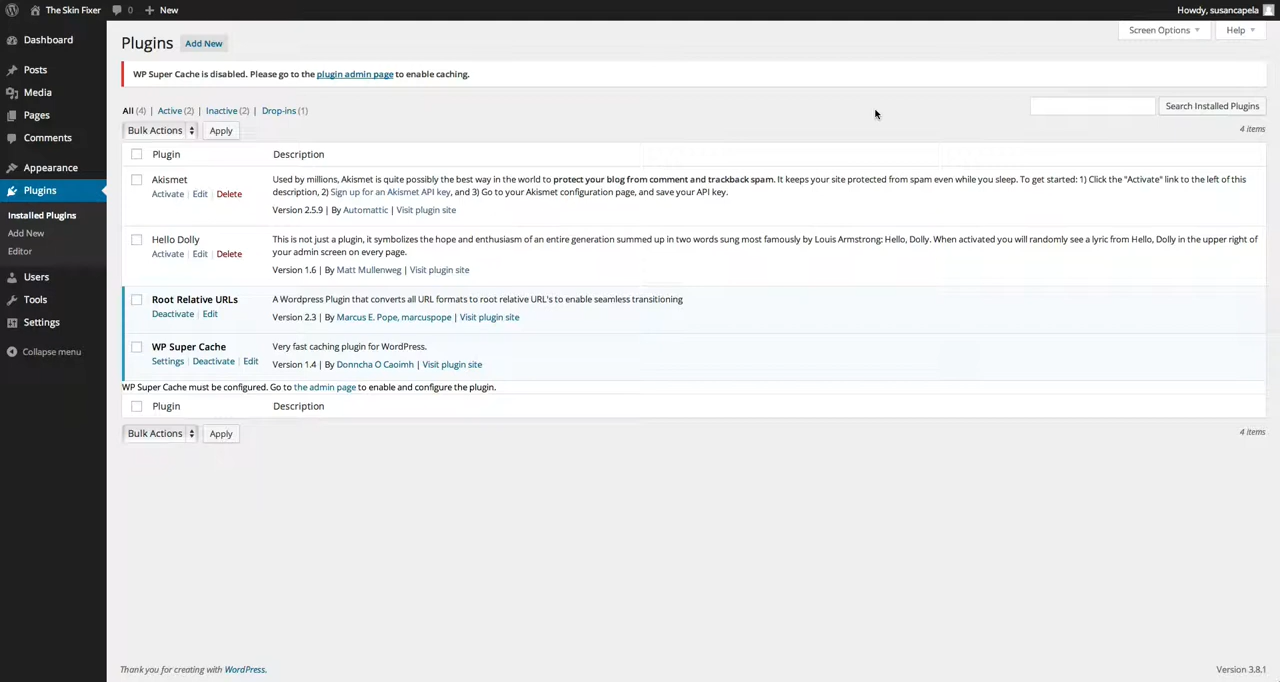 The Skin Fixer 0 New Howdy, susancapela
Dashboard
Posts
Media
Pages
Comments
Appearance
Plugins
Installed Plugins
Add New
Editor
Users
Tools
Settings
Collapse menu
Screen Options Help
Plugins Add New
WP Super Cache is disabled. Please go to the plugin admin page to enable caching.
All (4) | Active (2) | Inactive (2) | Drop-ins (1)
Search Installed Plugins
Bulk Actions Apply
4 items
Plugin Description
Akismet
Activate | Edit | Delete
Used by millions, Akismet is quite possibly the best way in the world to protect your blog from comment and trackback spam. It keeps your site protected from spam even while you sleep. To get started: 1) Click the "Activate" link to the left of this
description, 2) Sign up for an Akismet API key, and 3) Go to your Akismet configuration page, and save your API key.
Version 2.5.9 | By Automattic | Visit plugin site
Hello Dolly
Activate | Edit | Delete
This is not just a plugin, it symbolizes the hope and enthusiasm of an entire generation summed up in two words sung most famously by Louis Armstrong: Hello, Dolly. When activated you will randomly see a lyric from Hello, Dolly in the upper right of
your admin screen on every page.
Version 1.6 | By Matt Mullenweg | Visit plugin site
Root Relative URLs
Deactivate | Edit
A Wordpress Plugin that converts all URL formats to root relative URL's to enable seamless transitioning
Version 2.3 | By Marcus E. Pope, marcuspope | Visit plugin site
WP Super Cache
Settings | Deactivate | Edit
Very fast caching plugin for WordPress.
Version 1.4 | By Donncha O Caoimh | Visit plugin site
WP Super Cache must be configured. Go to the admin page to enable and configure the plugin.
Plugin Description
Bulk Actions Apply
4 items
Thank you for creating with WordPress.
Version 3.8.1